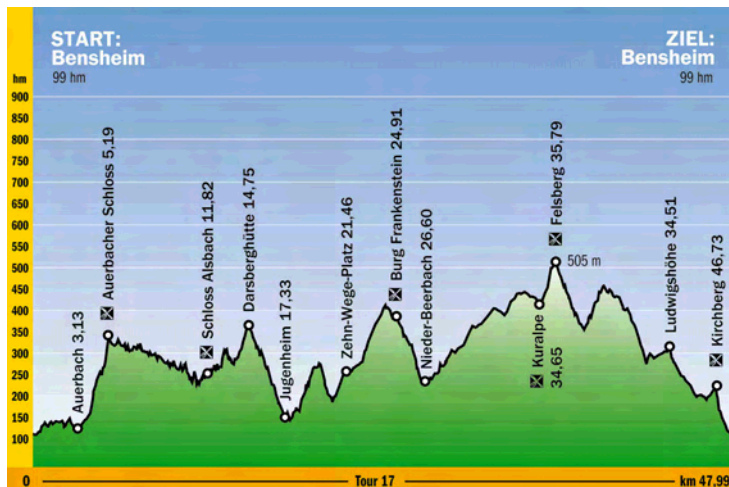 START:
Bensheim
99 hm
ZIEL:
Bensheim
99 hm
hm
900
800
750
700
650
600
550
500
450
400
350
300
250
200
150
100
Auerbach 3,13
Auerbacher Schloss 5,19
Schloss Alsbach 11,82
Darsberghütte 14,75
Jugenheim 17,33
Zehn-Wege-Platz 21,46
Burg Frankenstein 24,91
Nieder-Beerbach 26,60
Kuralpe
34,65
Felsberg 35,79
505 m
Ludwigshöhe 34,51
Kirchberg 46,73
0
Tour 17
km 47,99